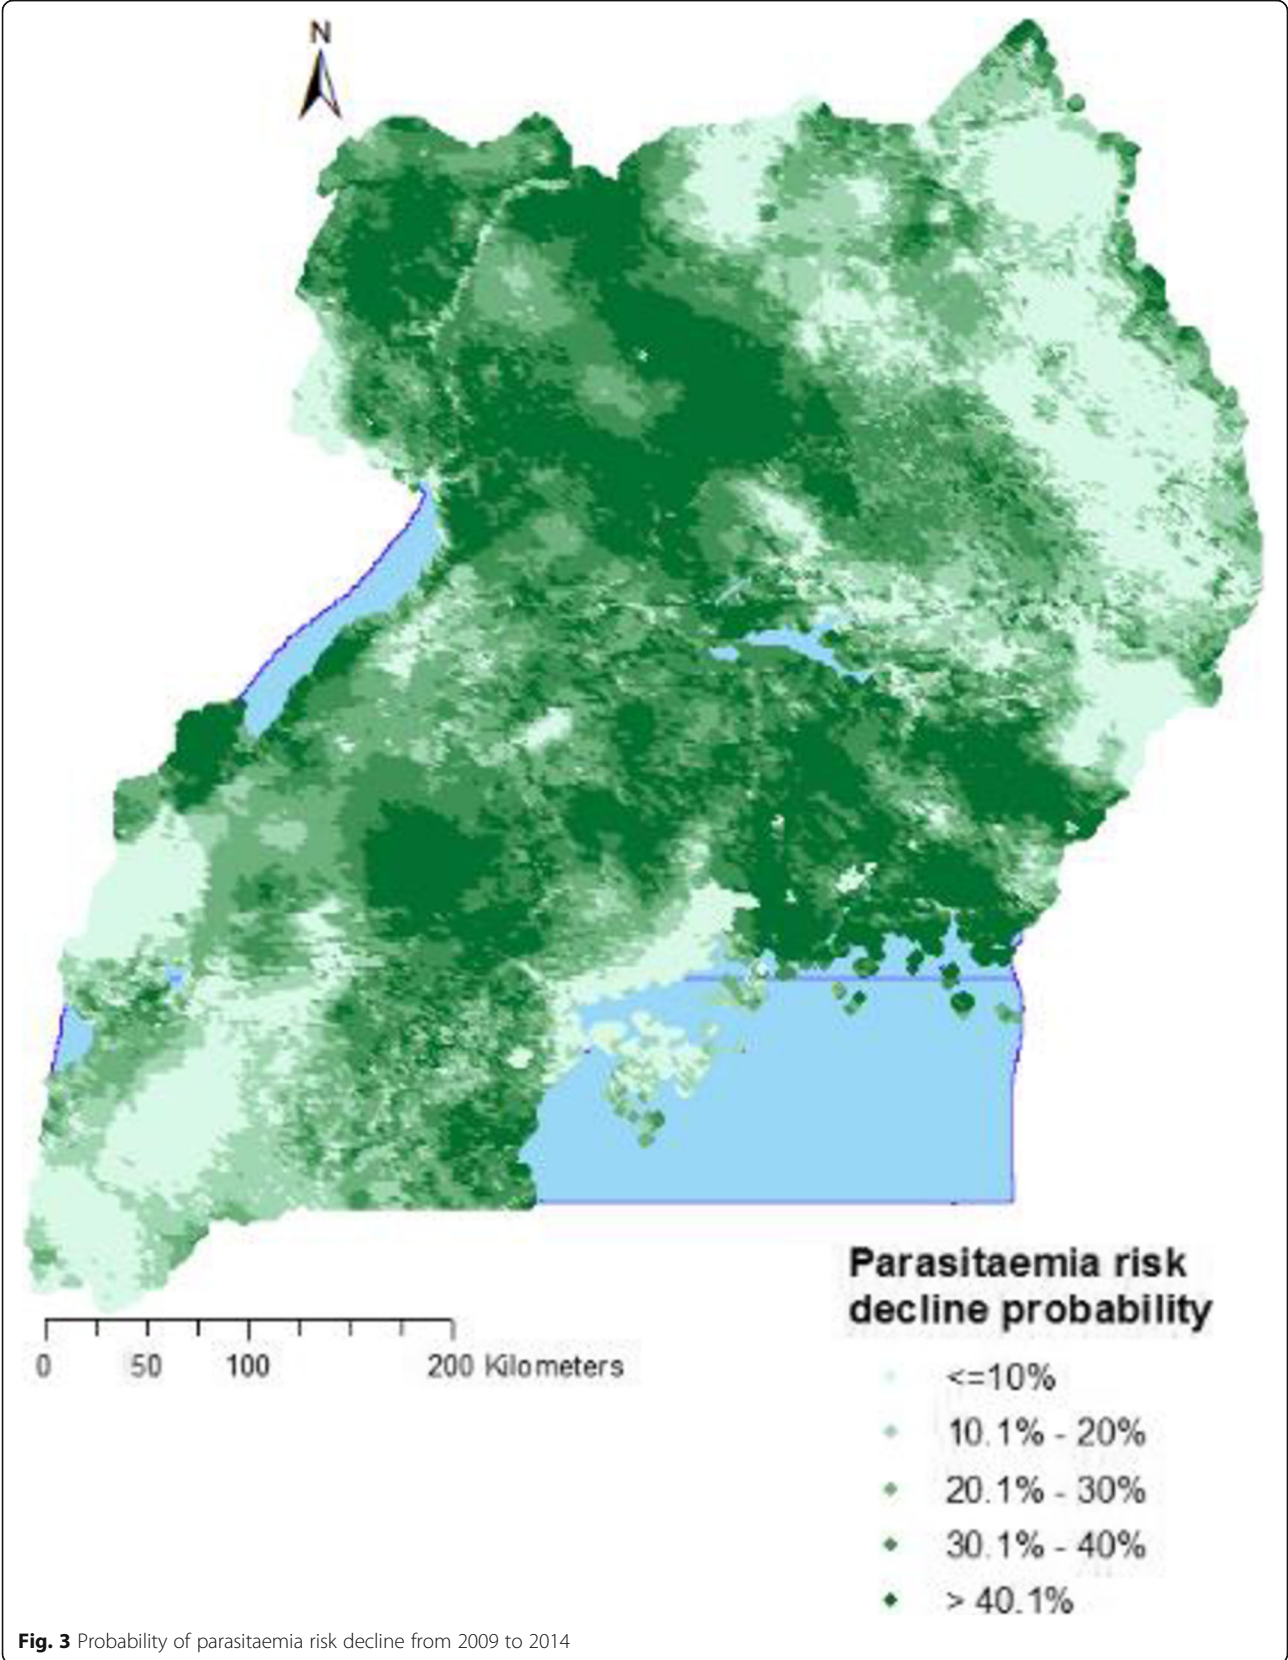 N
0 50 100 200 Kilometers
Parasitaemia risk
decline probability
<=10%
10.1% - 20%
20.1% - 30%
30.1% - 40%
> 40.1%
Fig. 3 Probability of parasitaemia risk decline from 2009 to 2014